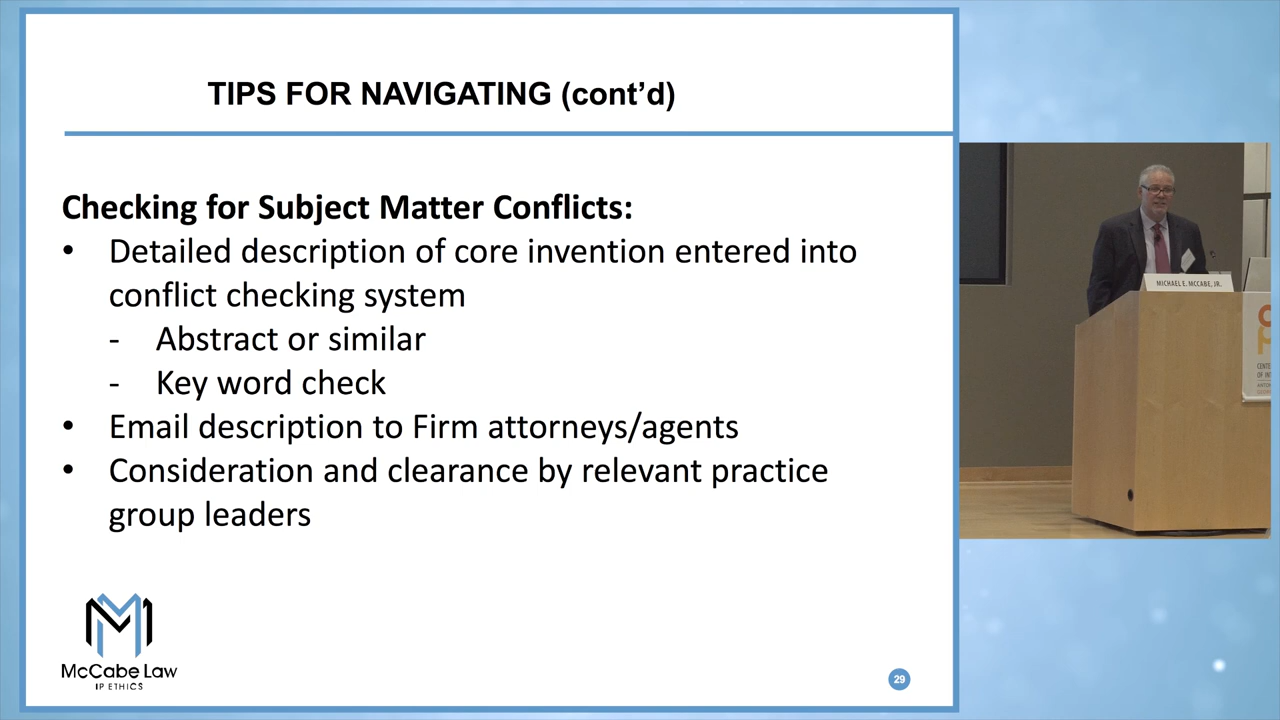 TIPS FOR NAVIGATING (cont’d)
Checking for Subject Matter Conflicts:
• Detailed description of core invention entered into
conflict checking system
- Abstract or similar
- Key word check
• Email description to Firm attorneys/agents
• Consideration and clearance by relevant practice
group leaders
McCabe Law
IP ETHICS
29
MICHAEL E. MCCABE, JR.